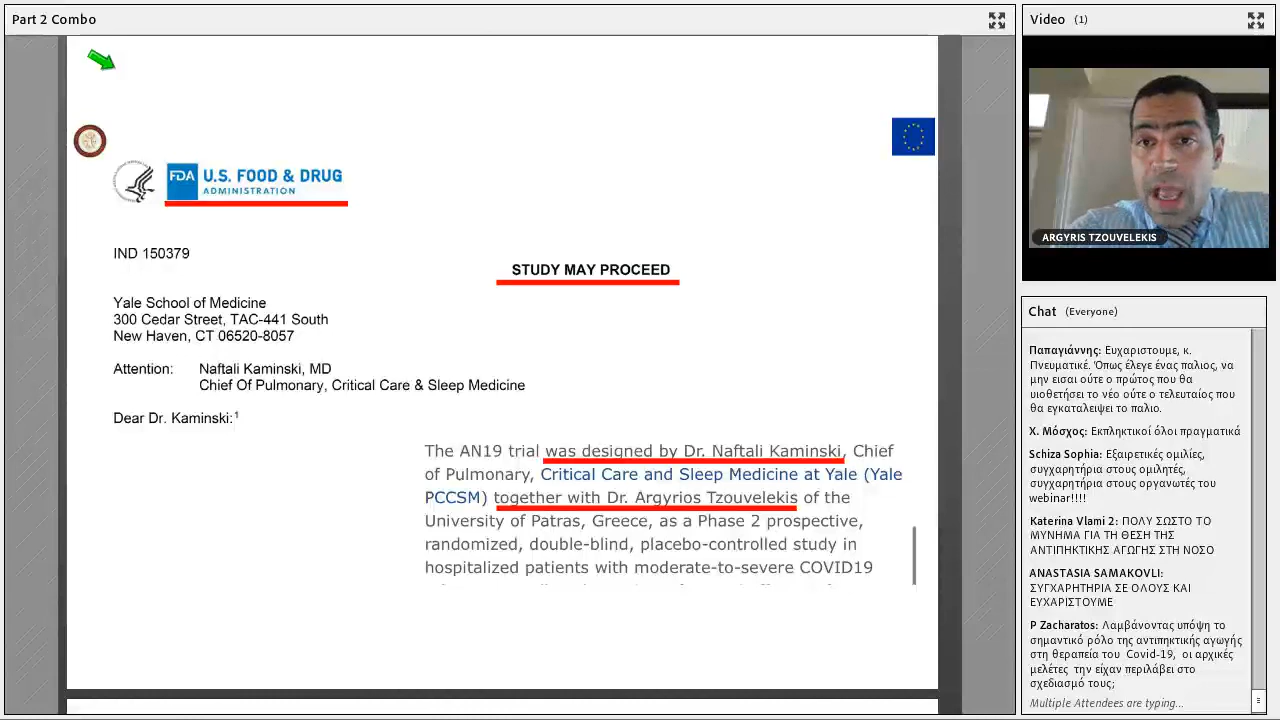 Part 2 Combo
FDA
U.S. FOOD & DRUG
ADMINISTRATION
IND 150379
STUDY MAY PROCEED
Yale School of Medicine
300 Cedar Street, TAC-441 South
New Haven, CT 06520-8057
Attention: Naftali Kaminski, MD
Chief Of Pulmonary, Critical Care & Sleep Medicine
Dear Dr. Kaminski:1
The AN19 trial was designed by Dr. Naftali Kaminski, Chief
of Pulmonary, Critical Care and Sleep Medicine at Yale (Yale
PCCSM) together with Dr. Argyrios Tzouvelekis of the
University of Patras, Greece, as a Phase 2 prospective,
randomized, double-blind, placebo-controlled study in
hospitalized patients with moderate-to-severe COVID19
Video (1)
ARGYRIS TZOUVELEKIS
Chat (Everyone)
Παπαγιάννης: Ευχαριστουμε, κ.
Πνευματικέ. Όπως έλεγε ένας παλιος, να
μην εισαι ούτε ο πρώτος που θα
υιοθετήσει το νέο ούτε ο τελευταίος που
θα εγκαταλειψει το παλιο.
Χ. Μόσχος: Εκπληκτικοί όλοι πραγματικά
Schiza Sophia: Εξαιρετικές ομιλίες,
συγχαρητήρια στους ομιλητές,
συγχαρητήρια στους οργανωτές του
webinar!!!!
Katerina Vlami 2: ΠΟΛΥ ΣΩΣΤΟ ΤΟ
ΜΥΝΗΜΑ ΓΙΑ ΤΗ ΘΕΣΗ ΤΗΣ
ΑΝΤΙΠΗΚΤΙΚΗΣ ΑΓΩΓΗΣ ΣΤΗ ΝΟΣΟ
ANASTASIA SAMAKOVLI:
ΣΥΓΧΑΡΗΤΗΡΙΑ ΣΕ ΟΛΟΥΣ ΚΑΙ
ΕΥΧΑΡΙΣΤΟΥΜΕ
P Zacharatos: Λαμβάνοντας υπόψη το
σημαντικό ρόλο της αντιπηκτικής αγωγής
στη θεραπεία του Covid-19, οι αρχικές
μελέτες την είχαν περιλάβει στο
σχεδιασμό τους;
Multiple Attendees are typing...